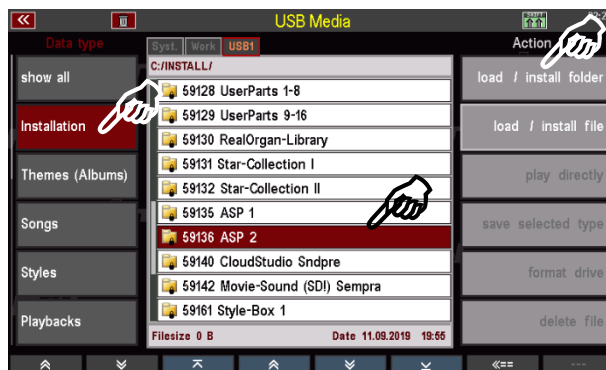 USB Media
Data type
Syst. Work USB1
Action
C:/INSTALL/
show all
Installation
Themes (Albums)
Songs
Styles
Playbacks
59128 UserParts 1-8
59129 UserParts 9-16
59130 RealOrgan-Library
59131 Star-Collection I
59132 Star-Collection II
59135 ASP 1
59136 ASP 2
59140 CloudStudio Sndpre
59142 Movie-Sound (SD!) Sempra
59161 Style-Box 1
Filesize 0 B Date 11.09.2019 19:55
load / install folder
load / install file
play directly
save selected type
format drive
delete file
«== ---